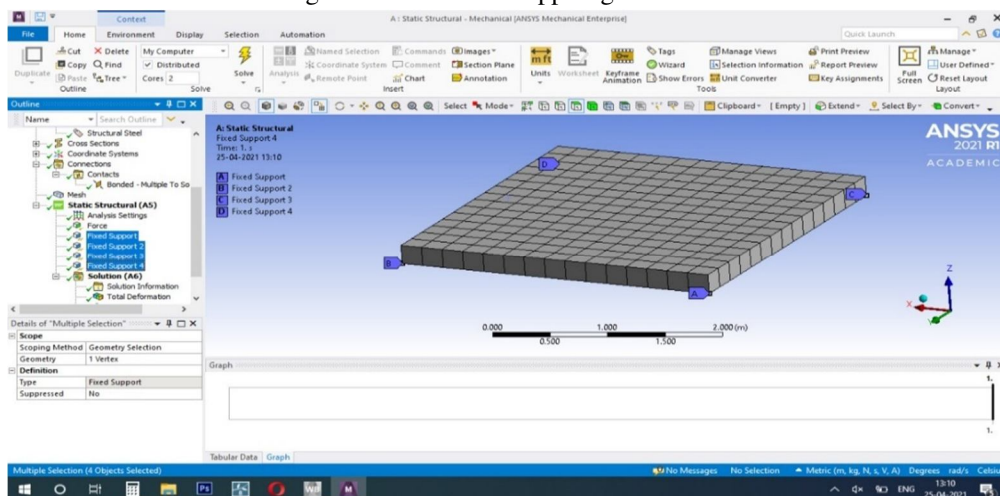 A : Static Structural - Mechanical [ANSYS Mechanical Enterprise]
Context
File Home Environment Display Selection Automation
Quick Launch
Duplicate
Cut
Copy
Paste
Delete
Find
Tree
Outline
My Computer
Distributed
Cores 2
Solve
Solve
Analysis
Named Selection
Coordinate System
Remote Point
Commands
Comment
Chart
Images
Section Plane
Annotation
Insert
Units
Worksheet
Keyframe Animation
Tags
Wizard
Show Errors
Manage Views
Selection Information
Unit Converter
Tools
Print Preview
Report Preview
Key Assignments
Full Screen
Manage
User Defined
Reset Layout
Layout
Outline
Select Mode Clipboard [ Empty ] Extend Select By Convert
Name Search Outline
Structural Steel
Cross Sections
Coordinate Systems
Connections
Contacts
Bonded - Multiple To So
Mesh
Static Structural (A5)
Analysis Settings
Force
Fixed Support
Fixed Support 2
Fixed Support 3
Fixed Support 4
Solution (A6)
Solution Information
Total Deformation
A: Static Structural
Fixed Support 4
Time: 1. s
25-04-2021 13:10
A Fixed Support
B Fixed Support 2
C Fixed Support 3
D Fixed Support 4
ANSYS
2021 R1
ACADEMIC
D
C
B
A
Z
X
Y
0.000 1.000 2.000 (m)
0.500 1.500
Details of "Multiple Selection"
Scope
Scoping Method Geometry Selection
Geometry 1 Vertex
Definition
Type Fixed Support
Suppressed No
Graph
1.
1.
Tabular Data Graph
Multiple Selection (4 Objects Selected) No Messages No Selection Metric (m, kg, N, s, V, A) Degrees rad/s Celsiu
Ps
M
ENG
13:10
25-04-2021